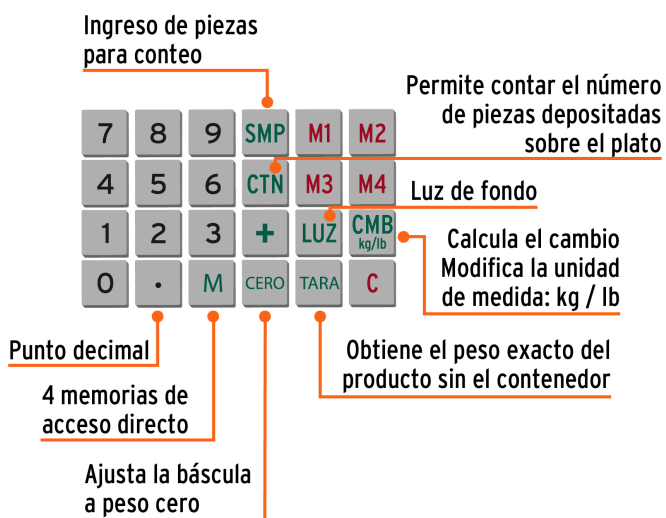 Ingreso de piezas
para conteo
Permite contar el número
de piezas depositadas
sobre el plato
7 8 9 SMP M1 M2
4 5 6 CTN M3 M4
Luz de fondo
1 2 3 + LUZ CMB
kg/lb
Calcula el cambio
Modifica la unidad
de medida: kg / lb
0 . M CERO TARA C
Punto decimal
Obtiene el peso exacto del
producto sin el contenedor
4 memorias de
acceso directo
Ajusta la báscula
a peso cero